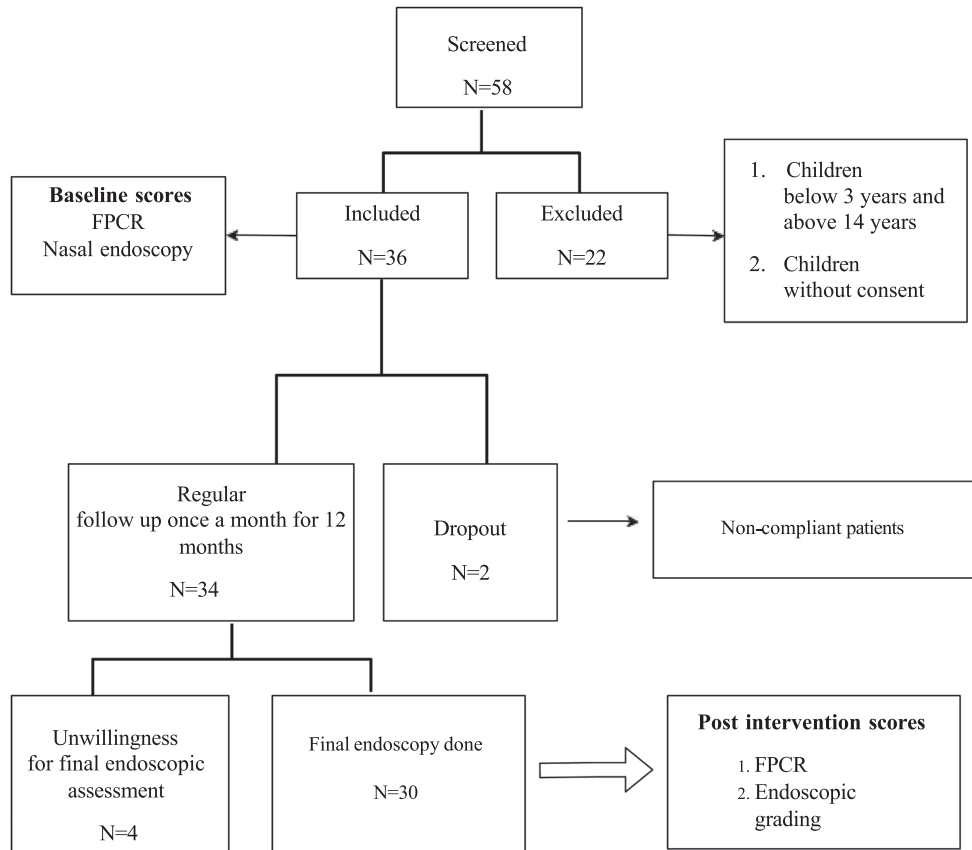 Screened
N=58
Baseline scores
FPCR
Nasal endoscopy
Included
N=36
Excluded
N=22
1. Children
below 3 years and
above 14 years
2. Children
without consent
Regular
follow up once a month for 12
months
N=34
Dropout
N=2
Non-compliant patients
Unwillingness
for final endoscopic
assessment
N=4
Final endoscopy done
N=30
Post intervention scores
1. FPCR
2. Endoscopic
grading